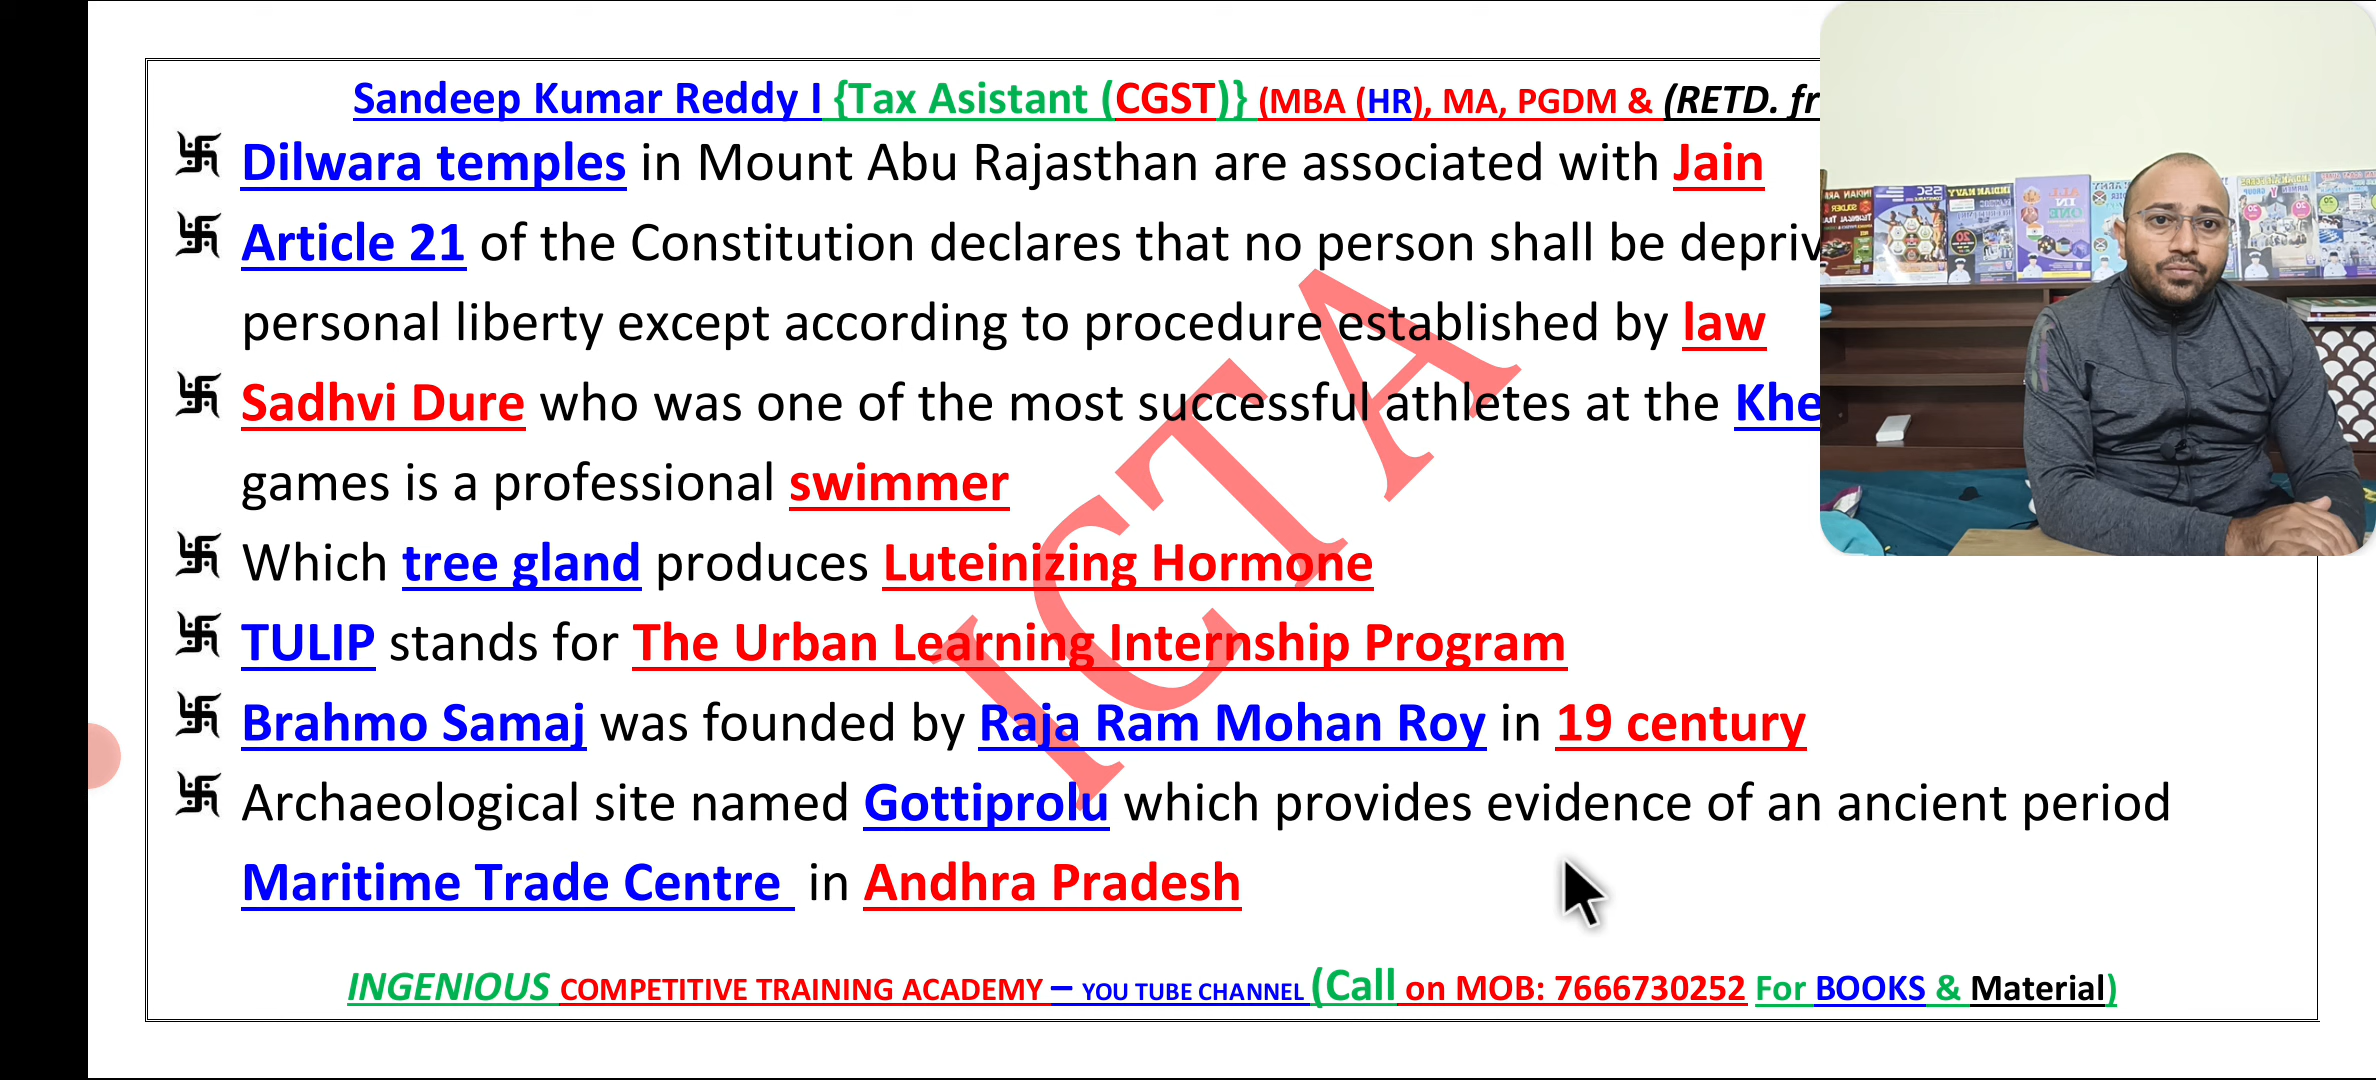 Sandeep Kumar Reddy I {Tax Asistant (CGST)} (MBA (HR), MA, PGDM & (RETD. fr
Dilwara temples in Mount Abu Rajasthan are associated with Jain
Article 21 of the Constitution declares that no person shall be depriv
personal liberty except according to procedure established by law
Sadhvi Dure who was one of the most successful athletes at the Khe
games is a professional swimmer
Which tree gland produces Luteinizing Hormone
TULIP stands for The Urban Learning Internship Program
Brahmo Samaj was founded by Raja Ram Mohan Roy in 19 century
Archaeological site named Gottiprolu which provides evidence of an ancient period
Maritime Trade Centre in Andhra Pradesh
ICTA
INGENIOUS COMPETITIVE TRAINING ACADEMY – YOU TUBE CHANNEL (Call on MOB: 7666730252 For BOOKS & Material)